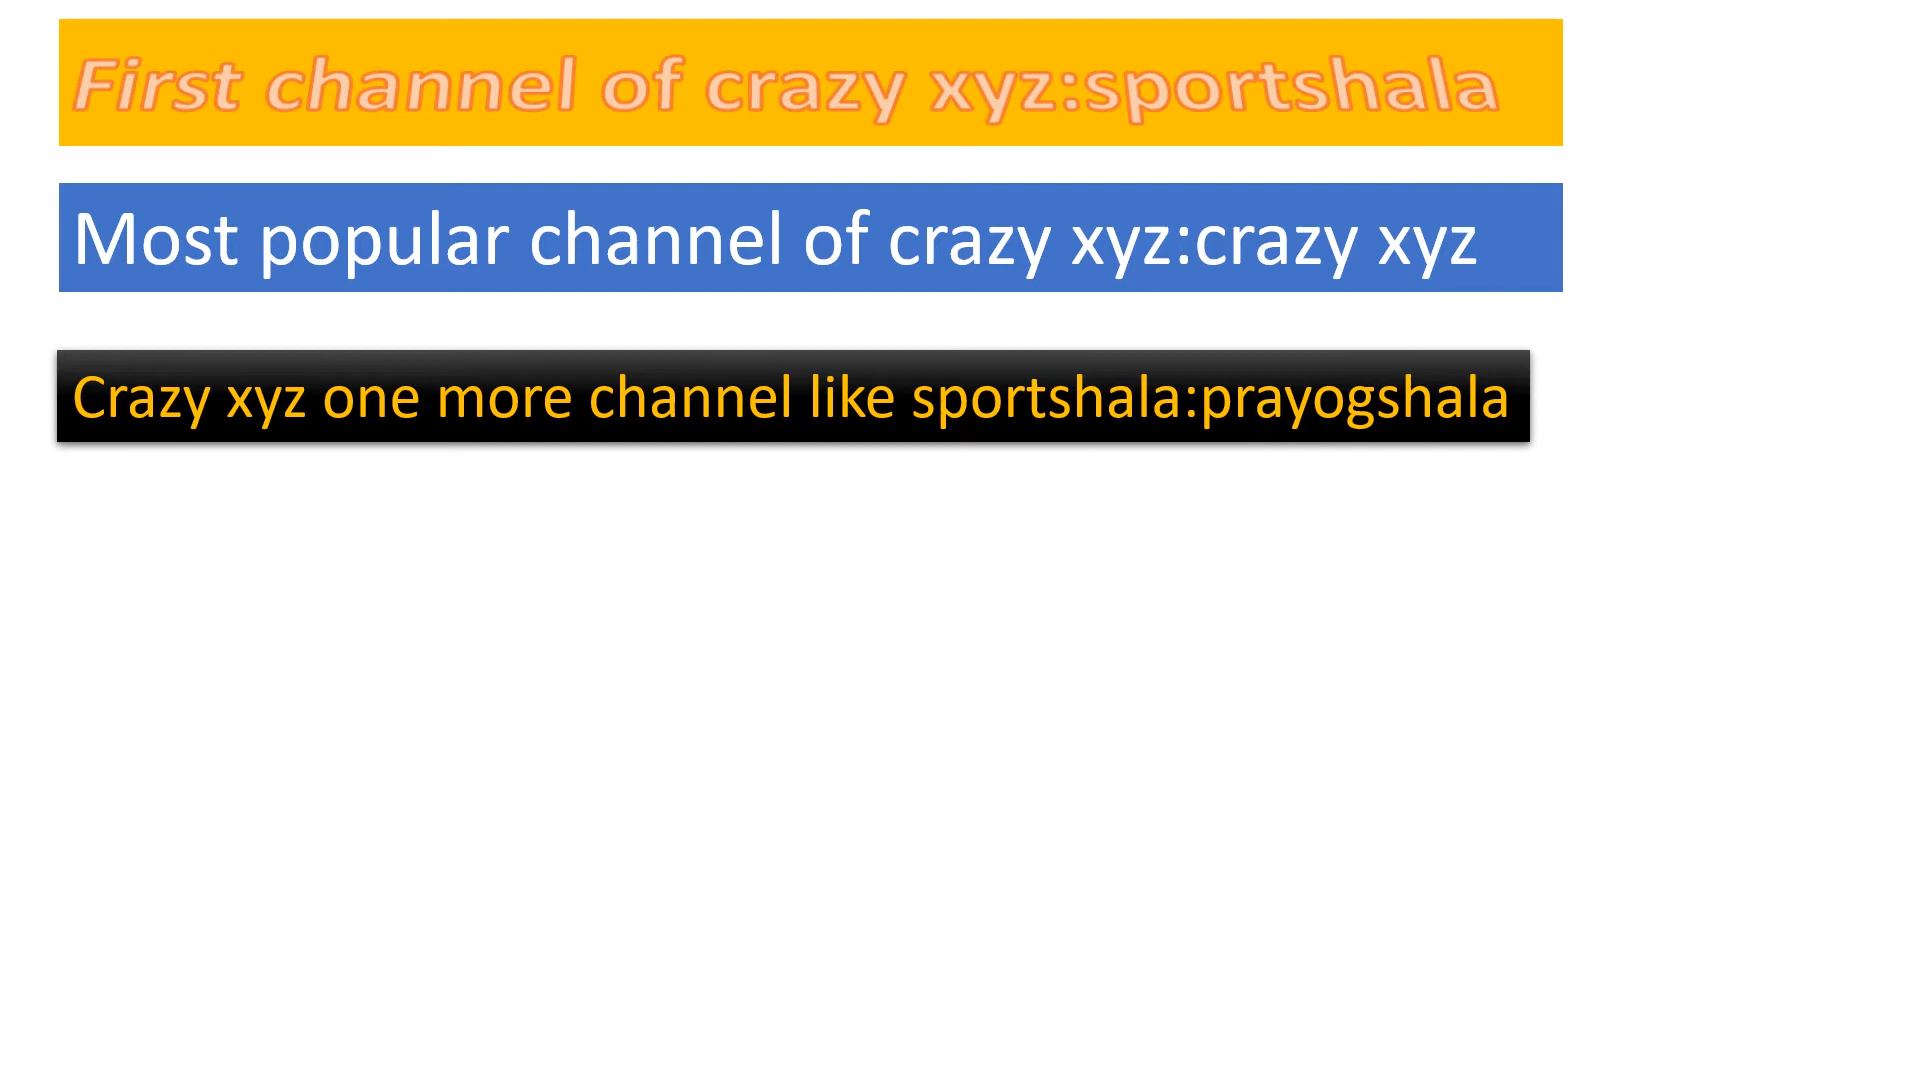 First channel of crazy xyz:sportshala
Most popular channel of crazy xyz:crazy xyz
Crazy xyz one more channel like sportshala:prayogshala